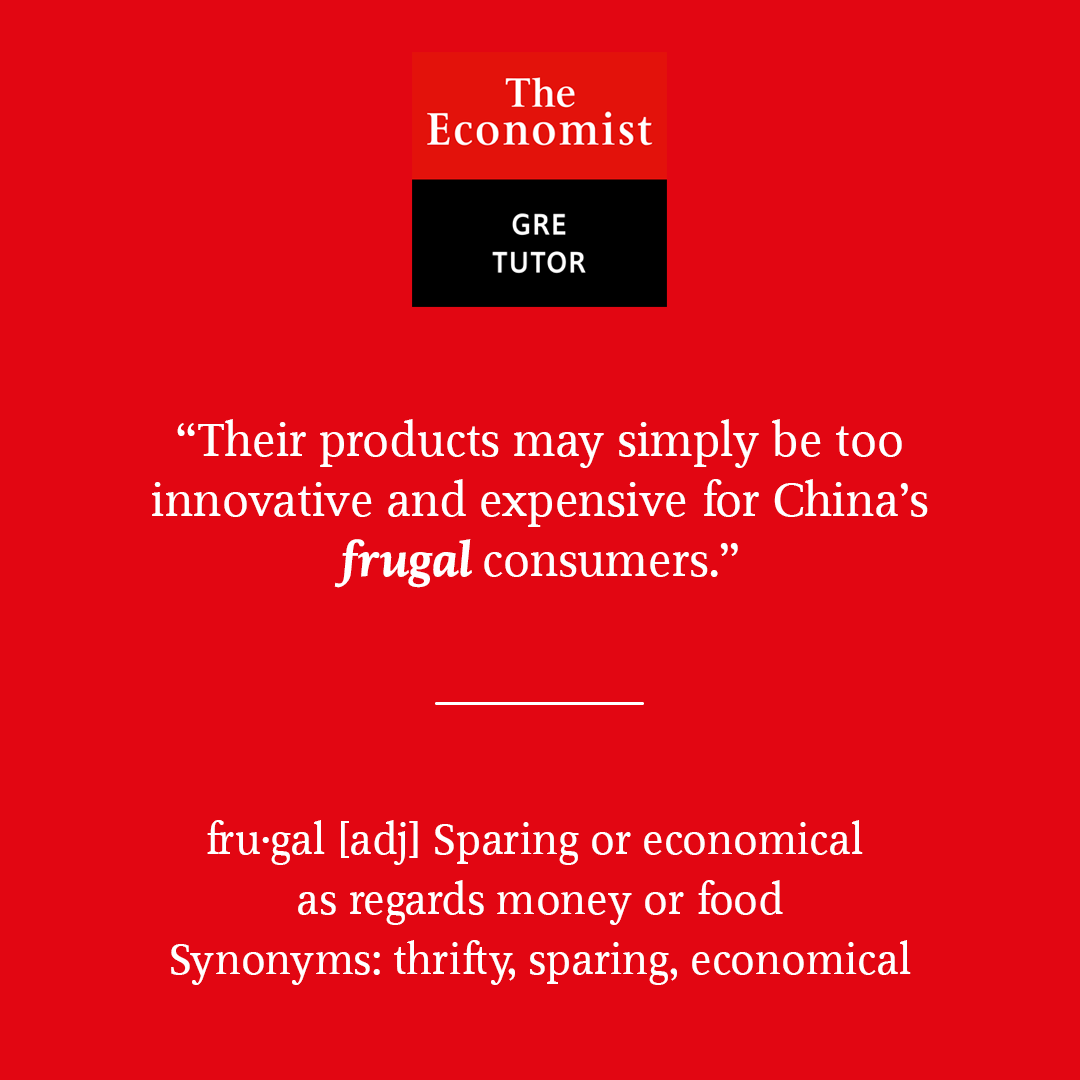 The
Economist
GRE
TUTOR
“Their products may simply be too
innovative and expensive for China’s
frugal consumers.”
fru·gal [adj] Sparing or economical
as regards money or food
Synonyms: thrifty, sparing, economical